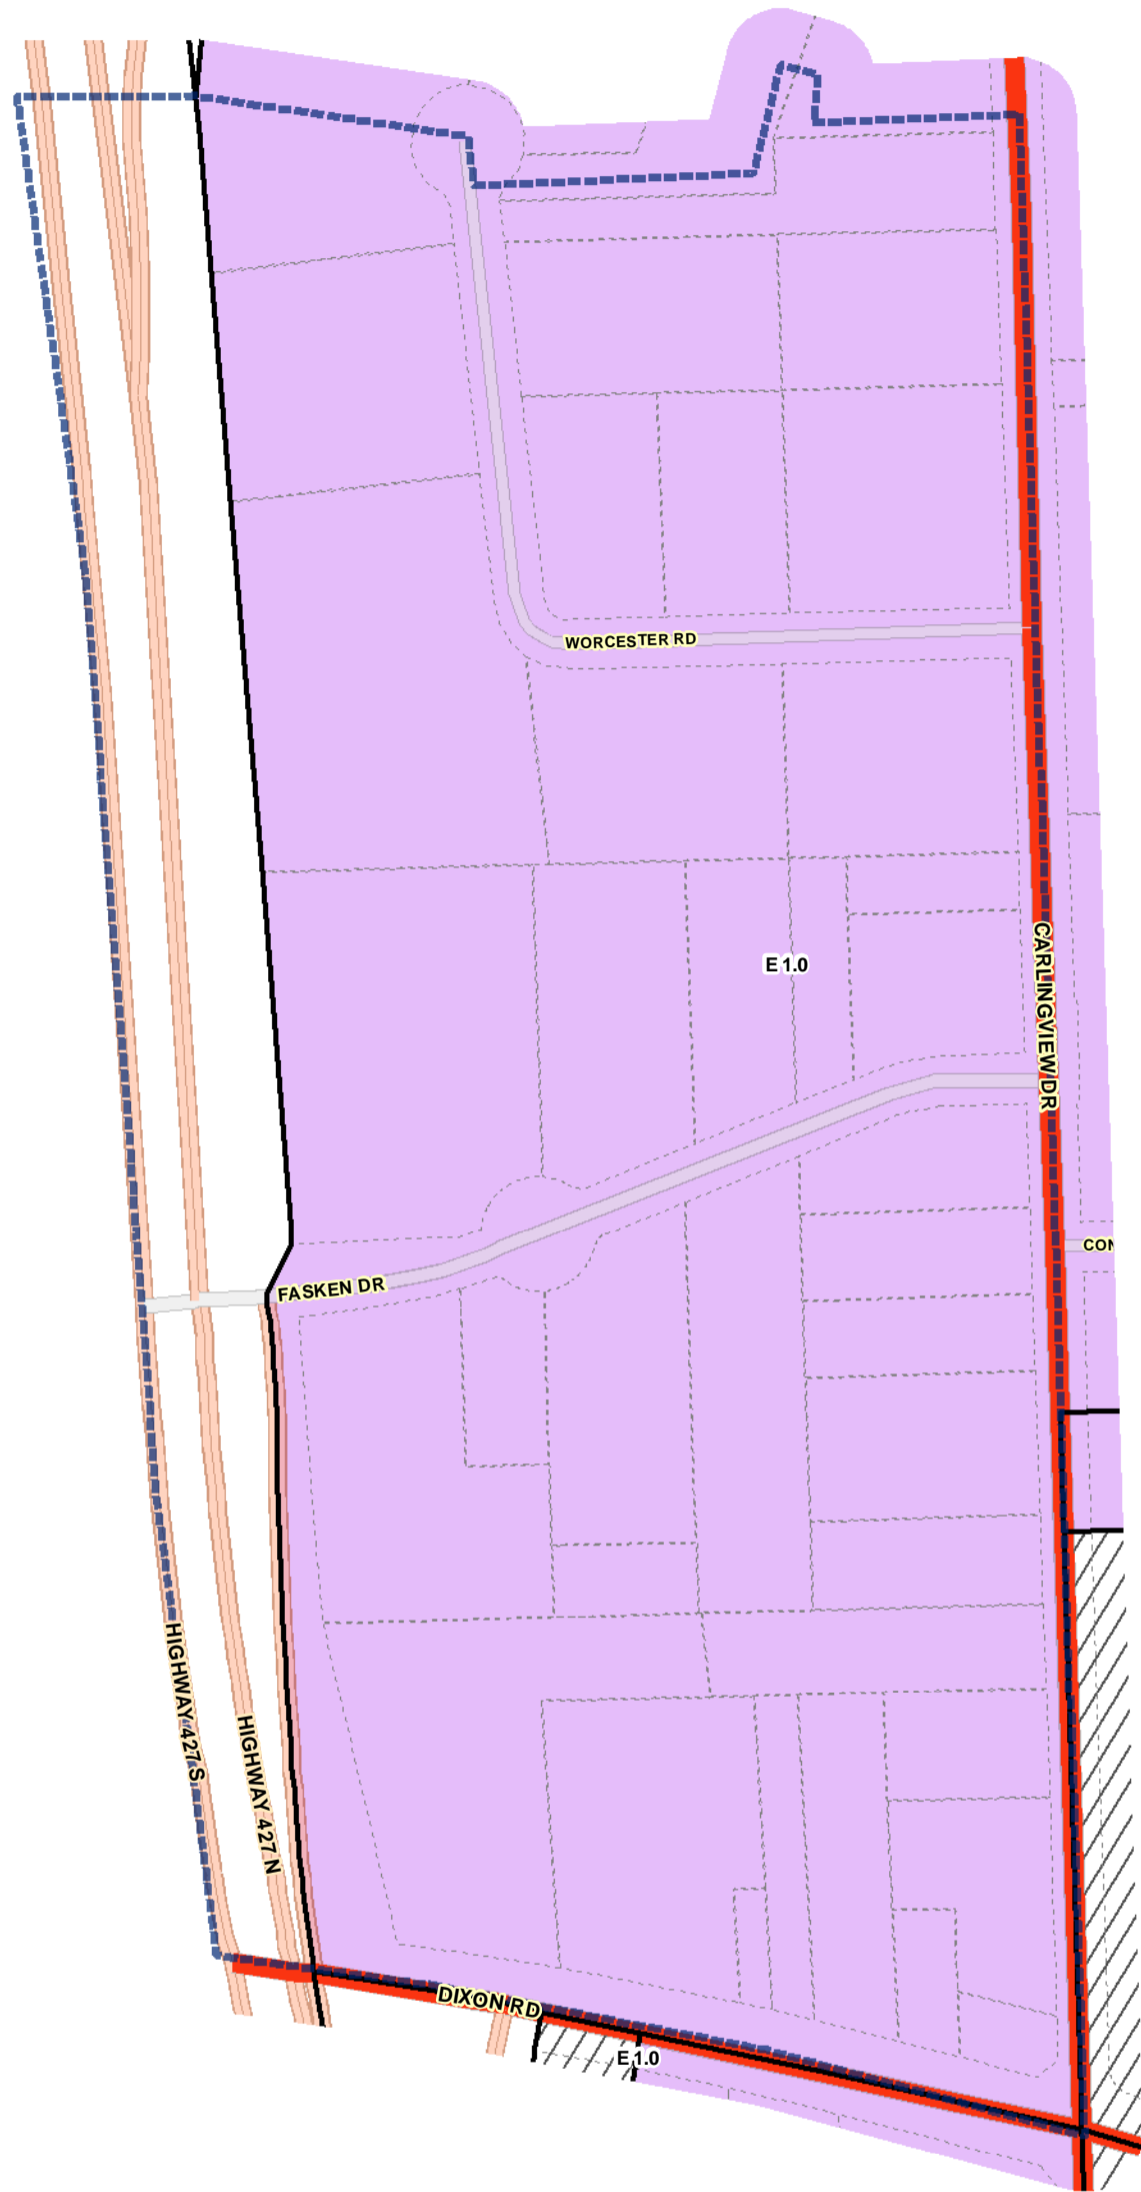 WORCESTER RD
E 1.0
CARLINGVIEW DR
CON
FASKEN DR
HIGHWAY 427 S
HIGHWAY 427 N
DIXON RD
E 1.0